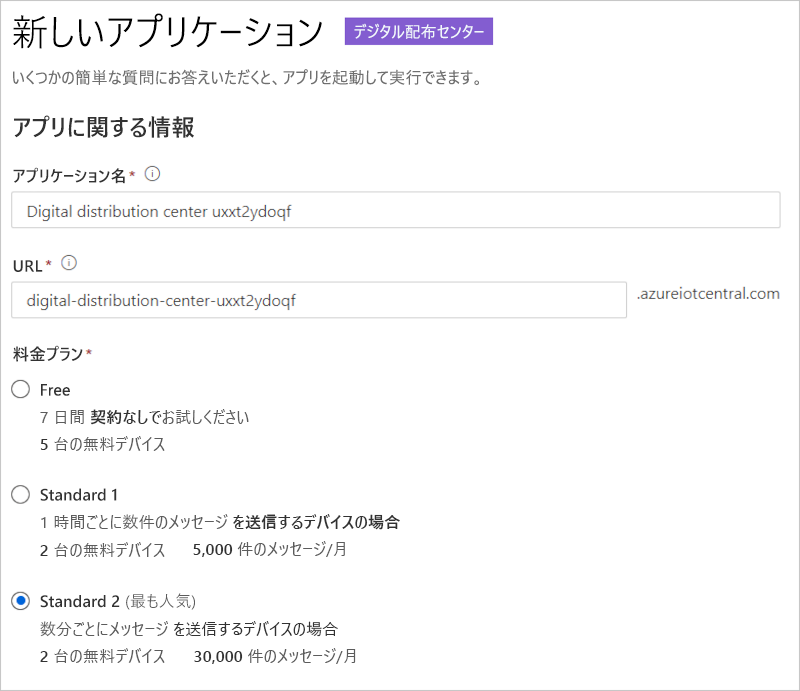 新しいアプリケーション デジタル配布センター
いくつかの簡単な質問にお答えいただくと、アプリを起動して実行できます。
アプリに関する情報
アプリケーション名*
Digital distribution center uxxt2ydoqf
URL*
digital-distribution-center-uxxt2ydoqf .azureiotcentral.com
料金プラン*
Free
7 日間 契約なしでお試しください
5 台の無料デバイス
Standard 1
1 時間ごとに数件のメッセージ を送信するデバイスの場合
2 台の無料デバイス 5,000 件のメッセージ/月
Standard 2 (最も人気)
数分ごとにメッセージ を送信するデバイスの場合
2 台の無料デバイス 30,000 件のメッセージ/月